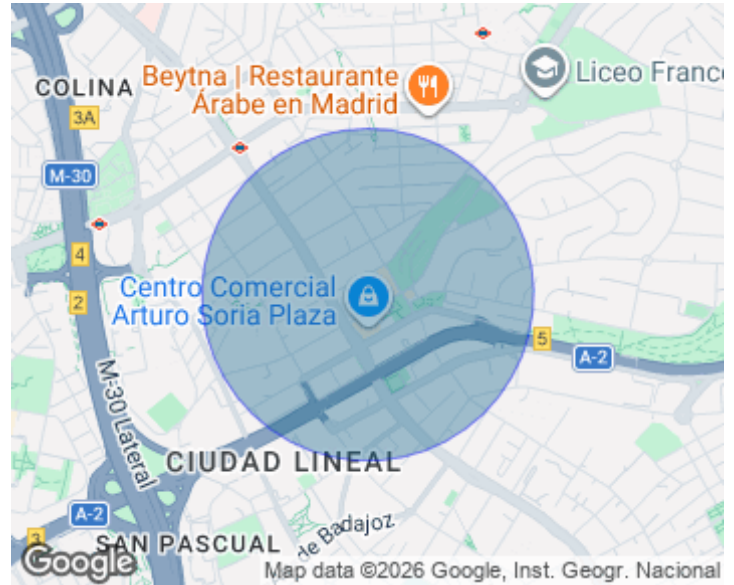 COLINA
Beytna | Restaurante
Árabe en Madrid
Liceo Franc
3A
M-30
4
2
Centro Comercial
Arturo Soria Plaza
5
A-2
M-30 Lateral
CIUDAD LINEAL
A-2
3
SAN PASCUAL
de Badajoz
Google
Map data ©2026 Google, Inst. Geogr. Nacional